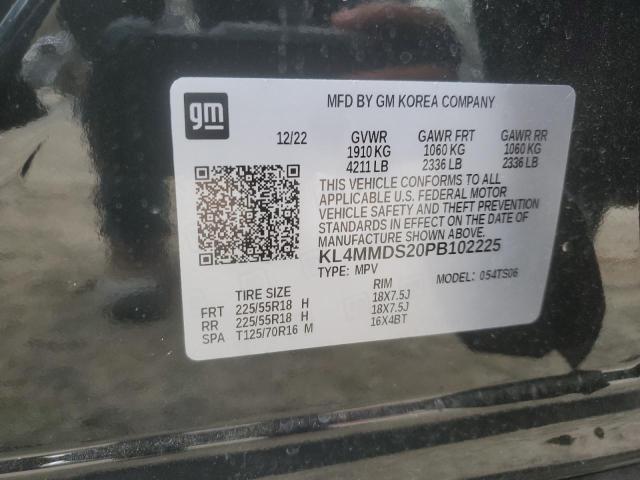 gm
MFD BY GM KOREA COMPANY
12/22 GVWR GAWR FRT GAWR RR
1910 KG 1060 KG 1060 KG
4211 LB 2336 LB 2336 LB
THIS VEHICLE CONFORMS TO ALL
APPLICABLE U.S. FEDERAL MOTOR
VEHICLE SAFETY AND THEFT PREVENTION
STANDARDS IN EFFECT ON THE DATE OF
MANUFACTURE SHOWN ABOVE.
KL4MMDS20PB102225
TYPE: MPV MODEL: 054TS06
TIRE SIZE RIM
FRT 225/55R18 H 18X7.5J
RR 225/55R18 H 18X7.5J
SPA T125/70R16 M 16X4BT